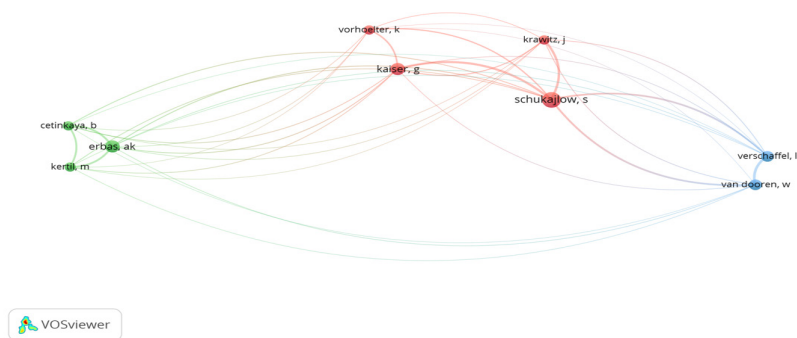 vorhoelter, k
krawitz, j
kaiser, g
schukajlow, s
cetinkaya, b
erbas, ak
verschaffel, l
kertil, m
van dooren, w
VOSviewer